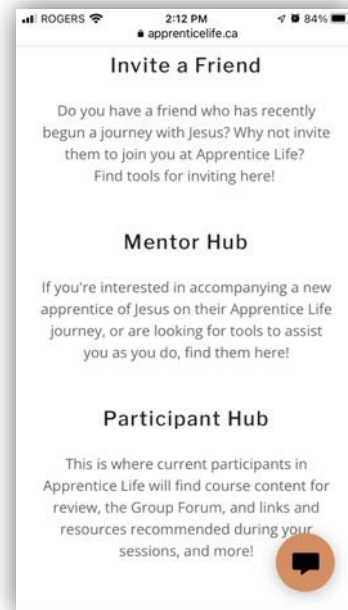 ROGERS 2:12 PM 84%
apprenticelife.ca
Invite a Friend
Do you have a friend who has recently
begun a journey with Jesus? Why not invite
them to join you at Apprentice Life?
Find tools for inviting here!
Mentor Hub
If you're interested in accompanying a new
apprentice of Jesus on their Apprentice Life
journey, or are looking for tools to assist
you as you do, find them here!
Participant Hub
This is where current participants in
Apprentice Life will find course content for
review, the Group Forum, and links and
resources recommended during your
sessions, and more!